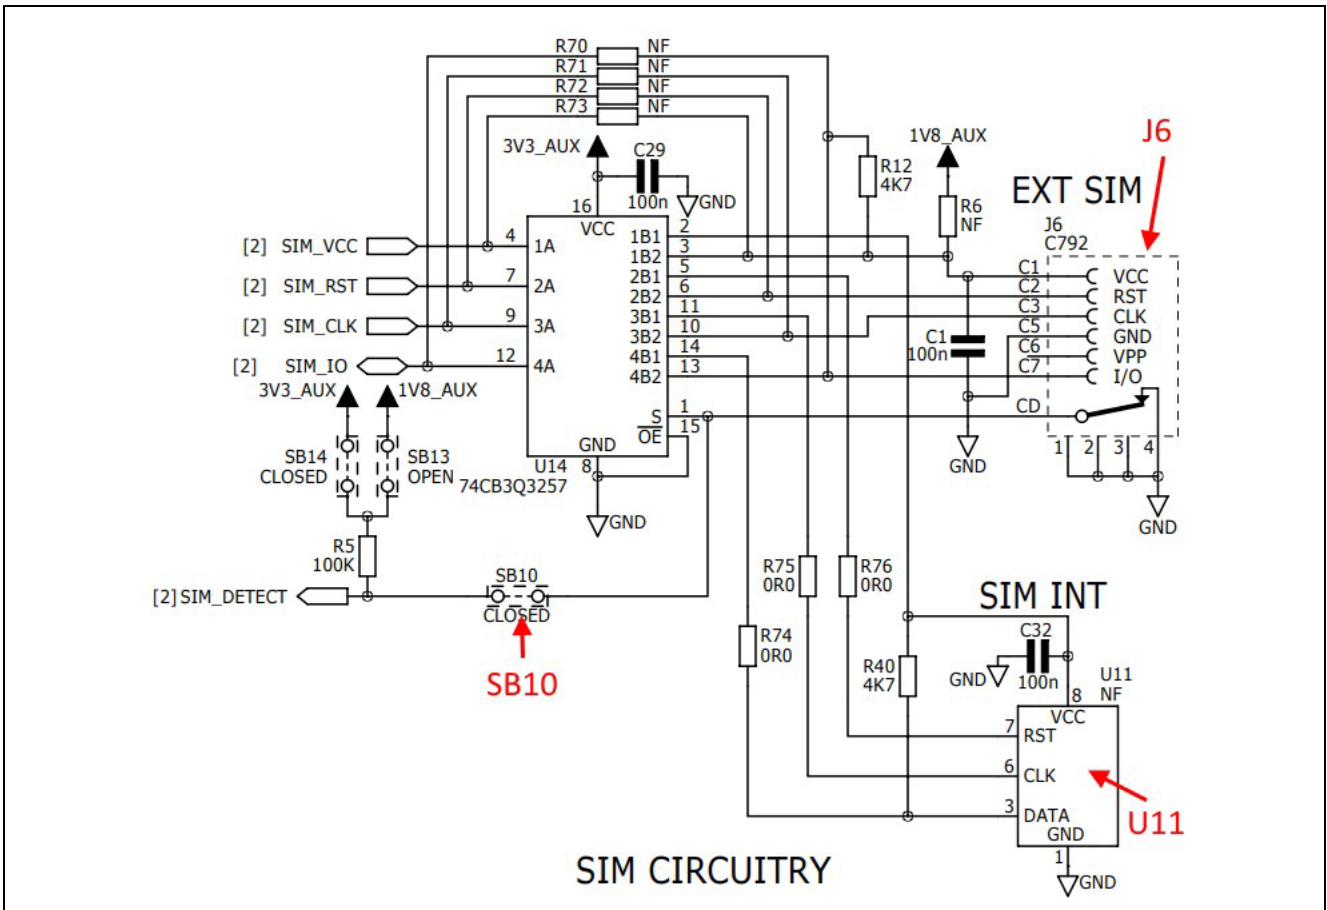 R70 NF
R71 NF
R72 NF
R73 NF
3V3_AUX
C29
100n
GND
1V8_AUX
J6
R12
4K7
R6
NF
EXT SIM
J6
C792
16
VCC
[2] SIM_VCC 4 1A
[2] SIM_RST 7 2A
[2] SIM_CLK 9 3A
[2] SIM_IO 12 4A
1B1 2
1B2 3
2B1 5
2B2 6
3B1 11
3B2 10
4B1 14
4B2 13
S 1
OE 15
GND
8
U14
74CB3Q3257
GND
C1 VCC
C2 RST
C3 CLK
C5 GND
C6 VPP
C7 I/O
CD
1 2 3 4
GND
C1
100n
GND
3V3_AUX
1V8_AUX
SB14
CLOSED
SB13
OPEN
R5
100K
[2] SIM_DETECT
SB10
CLOSED
SB10
R75
0R0
R76
0R0
R74
0R0
R40
4K7
SIM INT
C32
100n
GND
U11
NF
8
VCC
7 RST
6 CLK
3 DATA
GND
1
GND
U11
SIM CIRCUITRY